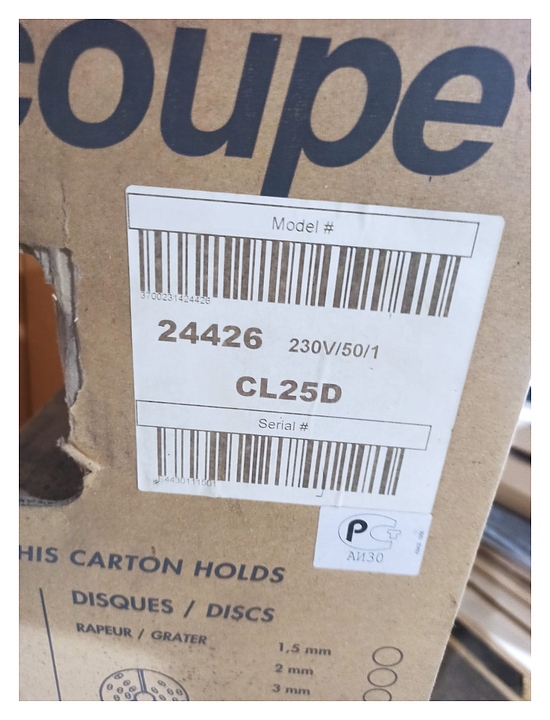 coupe
Model #
3700231424426
24426 230V/50/1
CL25D
Serial #
АИ30
HIS CARTON HOLDS
DISQUES / DISCS
RAPEUR / GRATER
1,5 mm
2 mm
3 mm